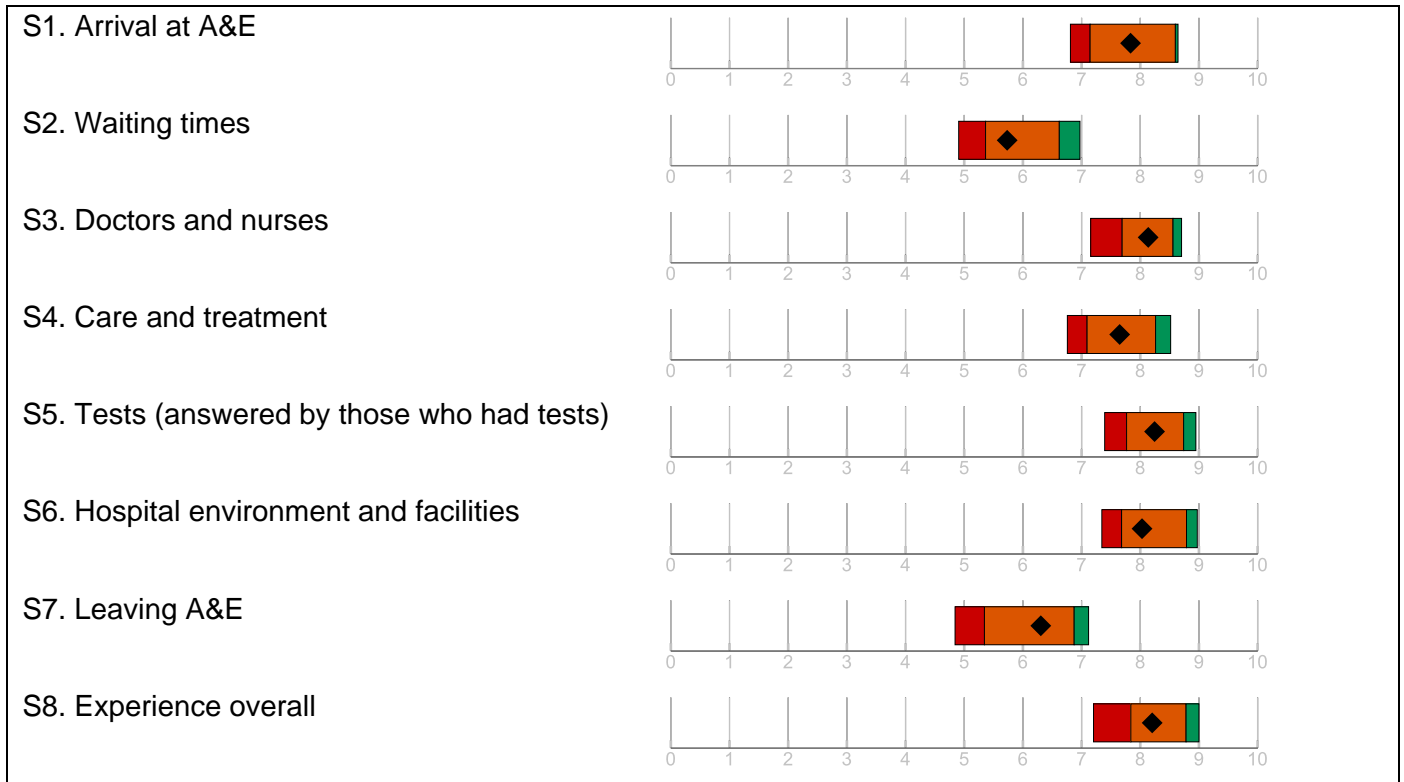 S1. Arrival at A&E
0 1 2 3 4 5 6 7 8 9 10
S2. Waiting times
0 1 2 3 4 5 6 7 8 9 10
S3. Doctors and nurses
0 1 2 3 4 5 6 7 8 9 10
S4. Care and treatment
0 1 2 3 4 5 6 7 8 9 10
S5. Tests (answered by those who had tests)
0 1 2 3 4 5 6 7 8 9 10
S6. Hospital environment and facilities
0 1 2 3 4 5 6 7 8 9 10
S7. Leaving A&E
0 1 2 3 4 5 6 7 8 9 10
S8. Experience overall
0 1 2 3 4 5 6 7 8 9 10